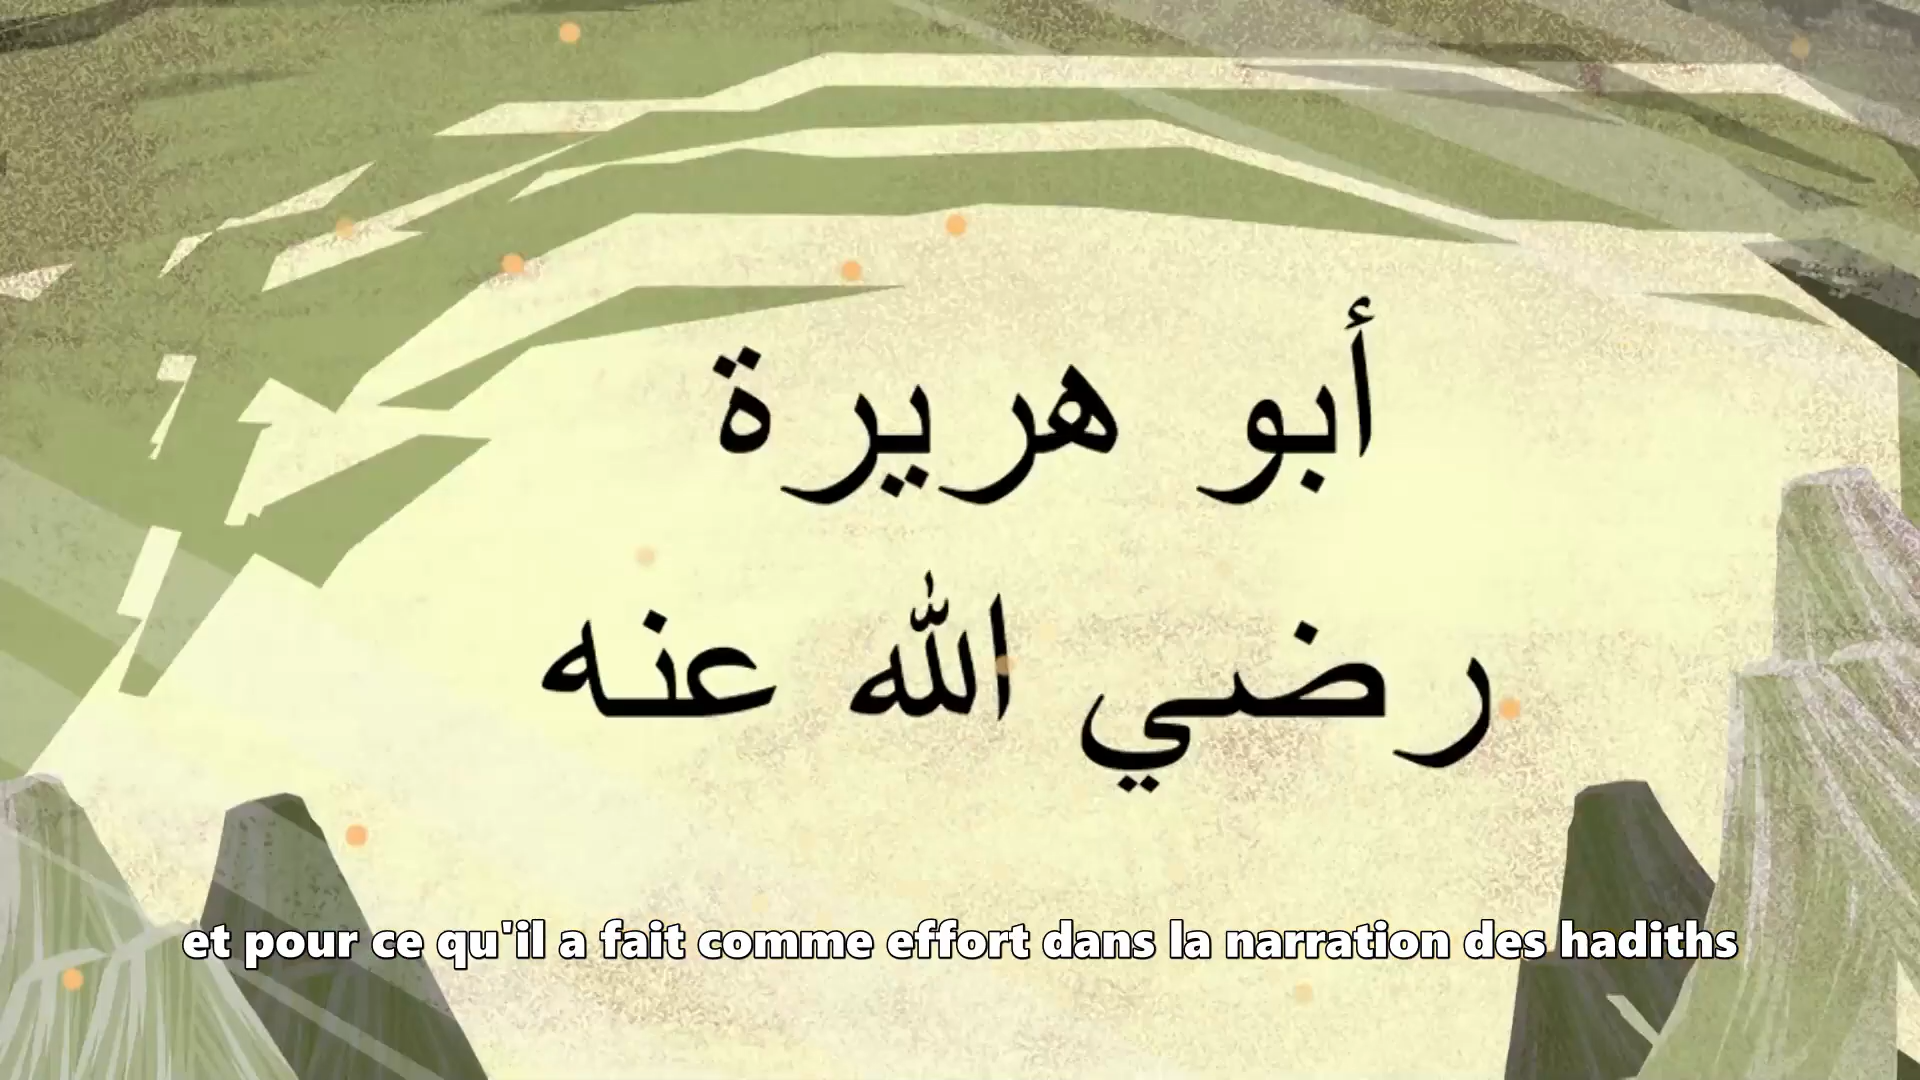 أبو هريرة
رضي الله عنه
et pour ce qu'il a fait comme effort dans la narration des hadiths